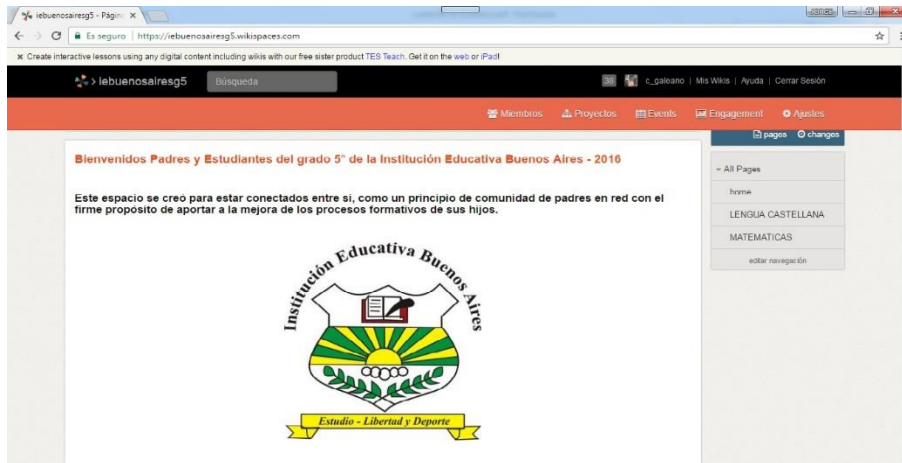 iebuenosairesg5 - Págin
Es seguro | https://iebuenosairesg5.wikispaces.com
Create interactive lessons using any digital content including wikis with our free sister product TES Teach. Get it on the web or iPad!
iebuenosairesg5 Búsqueda 38 c_galeano | Mis Wikis | Ayuda | Cerrar Sesión
Miembros Proyectos Events Engagement Ajustes
pages changes
Bienvenidos Padres y Estudiantes del grado 5° de la Institución Educativa Buenos Aires - 2016
Este espacio se creó para estar conectados entre sí, como un principio de comunidad de padres en red con el
firme propósito de aportar a la mejora de los procesos formativos de sus hijos.
Institución Educativa Buenos Aires
Estudio - Libertad y Deporte
All Pages
home
LENGUA CASTELLANA
MATEMATICAS
editar navegación